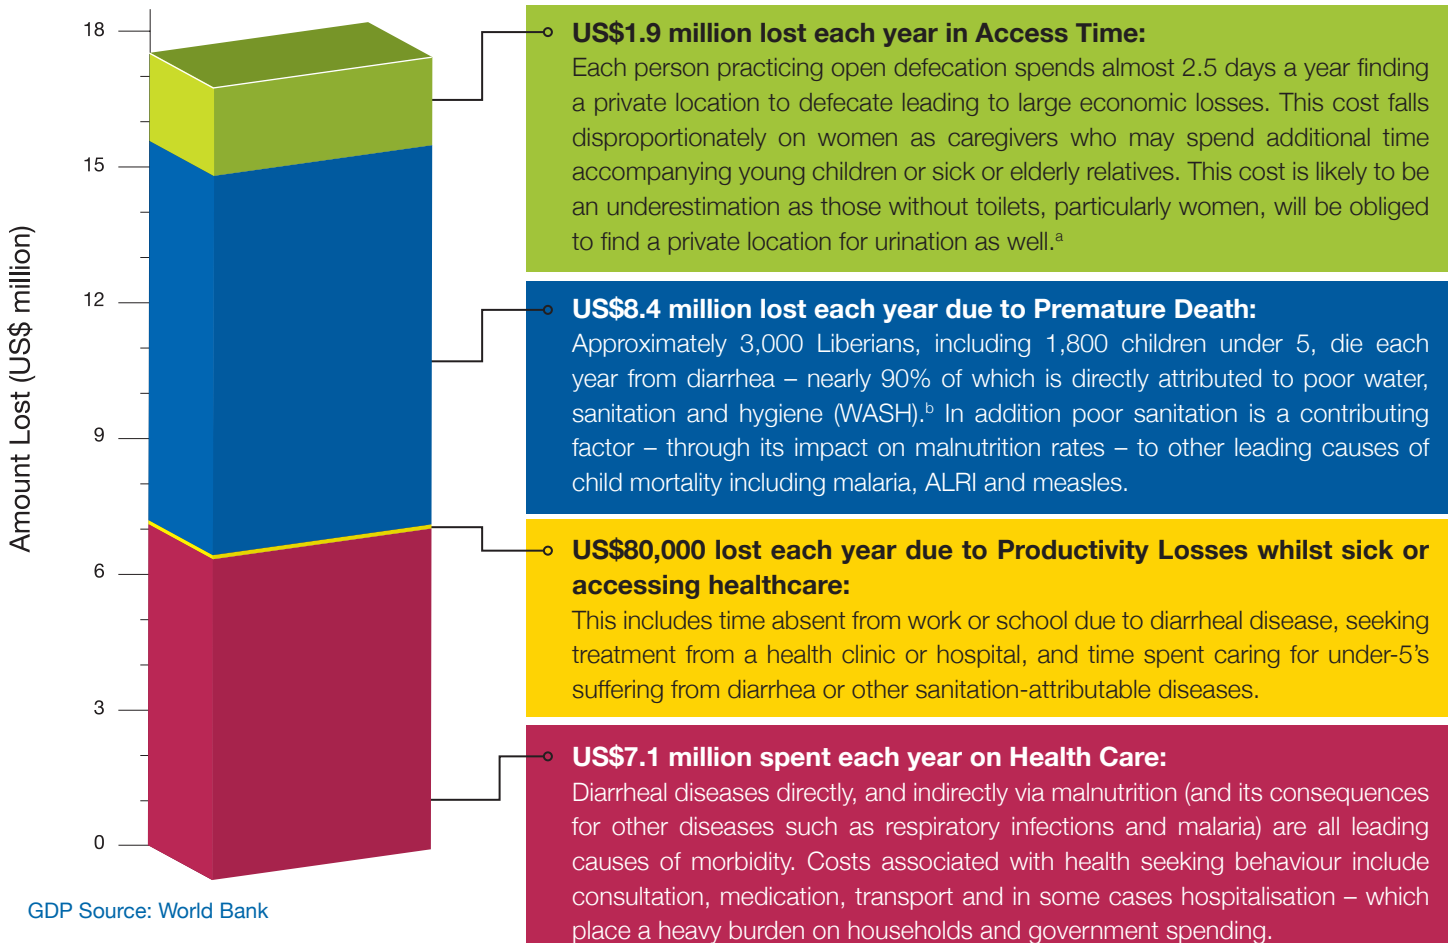 Amount Lost (US$ million)
18
15
12
9
6
3
0
GDP Source: World Bank
US$1.9 million lost each year in Access Time:
Each person practicing open defecation spends almost 2.5 days a year finding
a private location to defecate leading to large economic losses. This cost falls
disproportionately on women as caregivers who may spend additional time
accompanying young children or sick or elderly relatives. This cost is likely to be
an underestimation as those without toilets, particularly women, will be obliged
to find a private location for urination as well.a
US$8.4 million lost each year due to Premature Death:
Approximately 3,000 Liberians, including 1,800 children under 5, die each
year from diarrhea – nearly 90% of which is directly attributed to poor water,
sanitation and hygiene (WASH).b In addition poor sanitation is a contributing
factor – through its impact on malnutrition rates – to other leading causes of
child mortality including malaria, ALRI and measles.
US$80,000 lost each year due to Productivity Losses whilst sick or
accessing healthcare:
This includes time absent from work or school due to diarrheal disease, seeking
treatment from a health clinic or hospital, and time spent caring for under-5's
suffering from diarrhea or other sanitation-attributable diseases.
US$7.1 million spent each year on Health Care:
Diarrheal diseases directly, and indirectly via malnutrition (and its consequences
for other diseases such as respiratory infections and malaria) are all leading
causes of morbidity. Costs associated with health seeking behaviour include
consultation, medication, transport and in some cases hospitalisation – which
place a heavy burden on households and government spending.